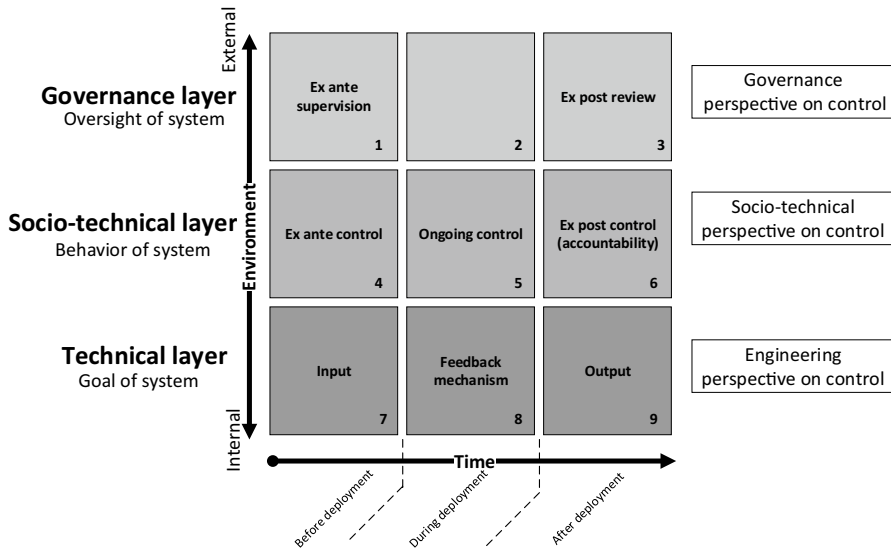 External
Governance layer
Oversight of system
Ex ante
supervision
1
2
Ex post review
3
Governance
perspective on control
Environment
Socio-technical layer
Behavior of system
Ex ante control
4
Ongoing control
5
Ex post control
(accountability)
6
Socio-technical
perspective on control
Technical layer
Goal of system
Input
7
Feedback
mechanism
8
Output
9
Engineering
perspective on control
Internal
Time
Before deployment
During deployment
After deployment